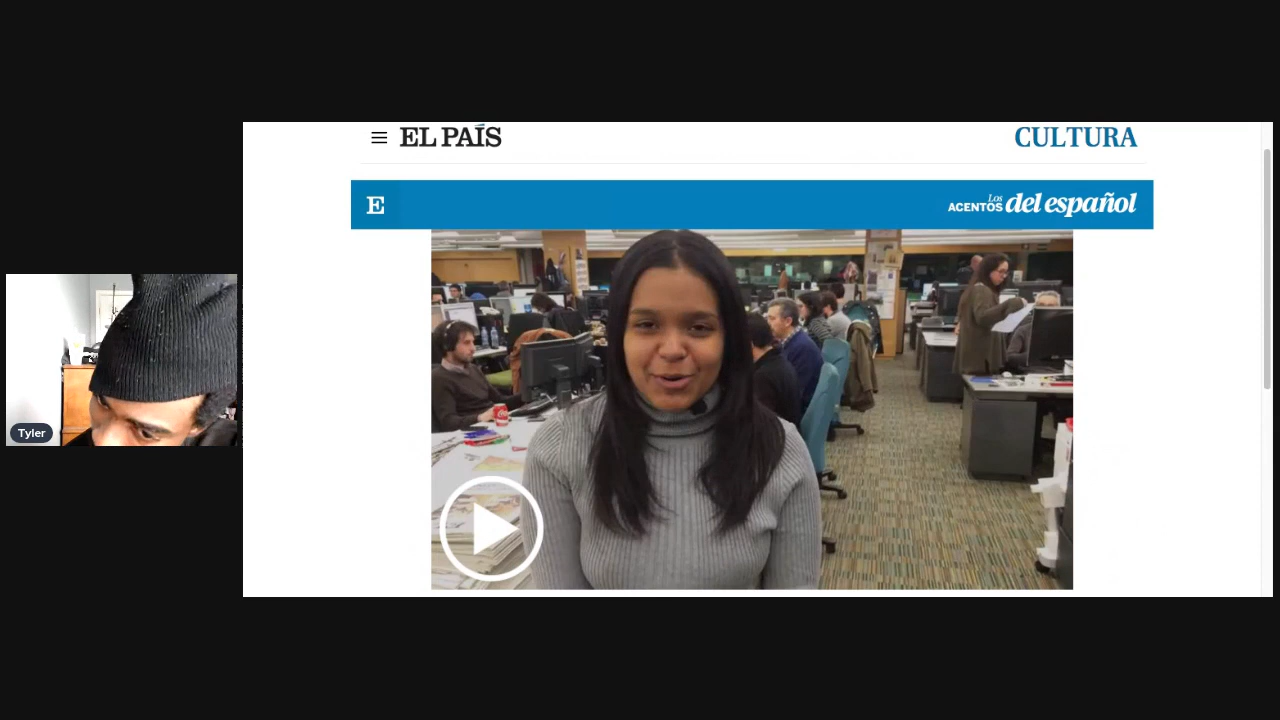 EL PAÍS
CULTURA
E
Los
ACENTOS del español
Tyler